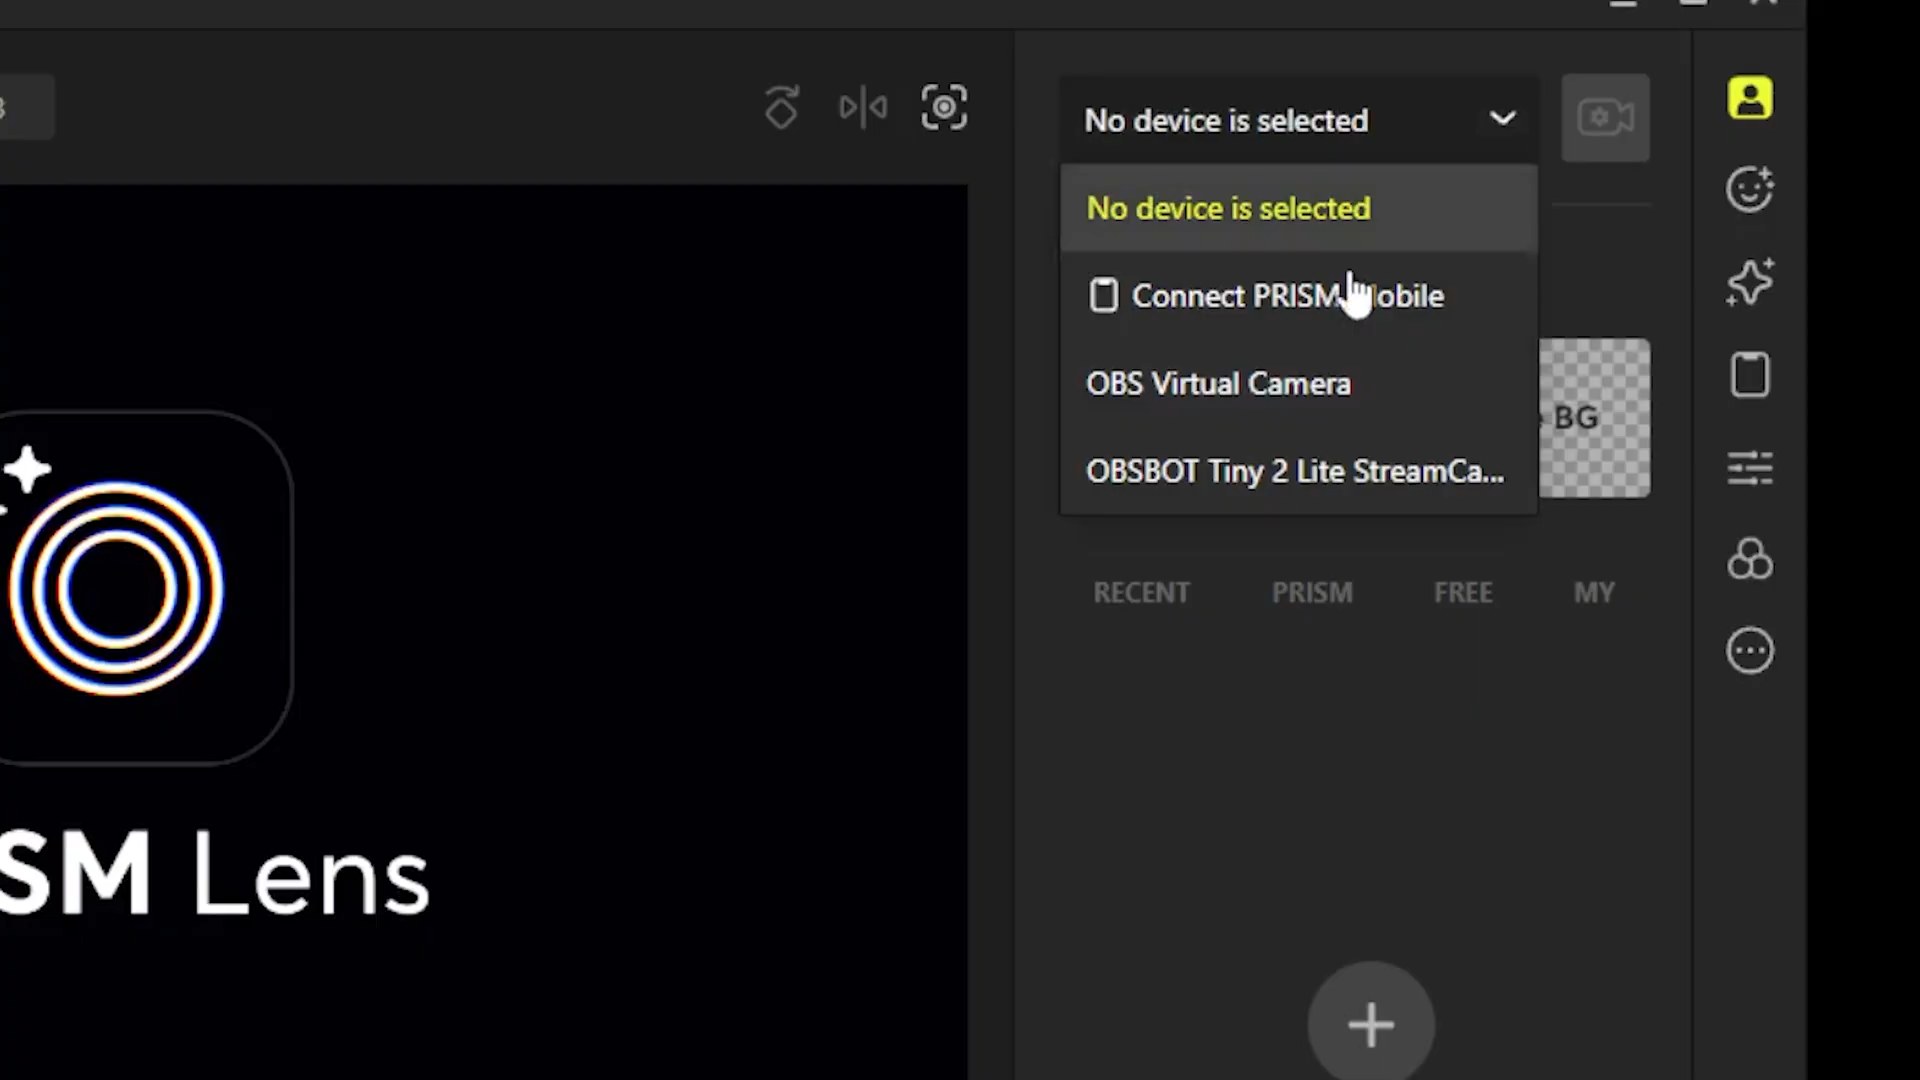 No device is selected
No device is selected
Connect PRISM Mobile
OBS Virtual Camera
OBSBOT Tiny 2 Lite StreamCa...
BG
RECENT PRISM FREE MY
SM Lens